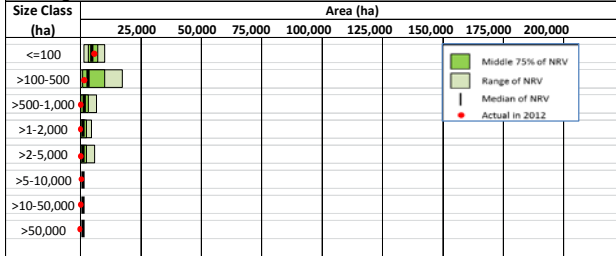 Size Class (ha) Area (ha)
25,000 50,000 75,000 100,000 125,000 150,000 175,000 200,000
<=100
>100-500
>500-1,000
>1-2,000
>2-5,000
>5-10,000
>10-50,000
>50,000
Middle 75% of NRV
Range of NRV
Median of NRV
Actual in 2012